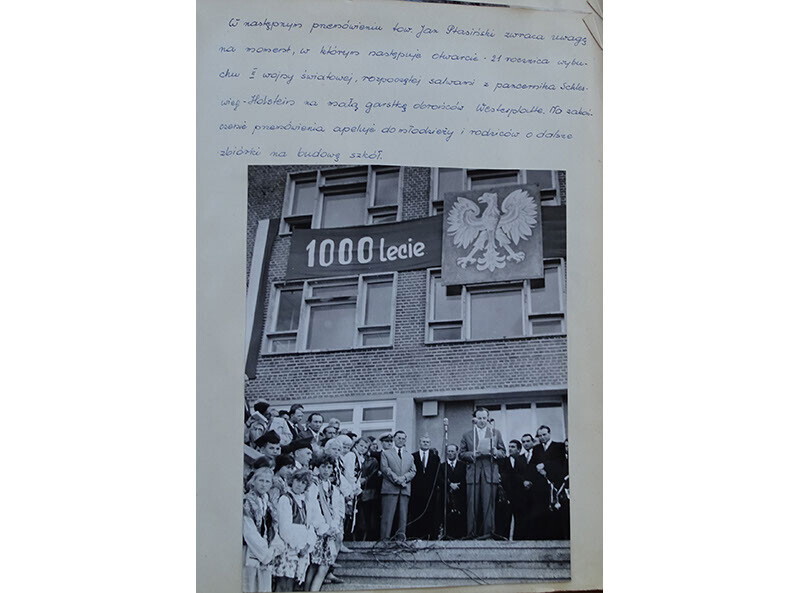 W następnym przemówieniu tow. Jan Ptasiński zwraca uwagę
na moment, w którym następuje otwarcie - 21 rocznica wybu-
chu II wojny światowej, rozpoczętej salwami z pancernika Schles-
wieg-Holstein na małą garstkę obrońców Westerplatte. Na zakoń-
czenie przemówienia apeluje do młodzieży i rodziców o dalsze
zbiórki na budowę szkół.
1000 lecie